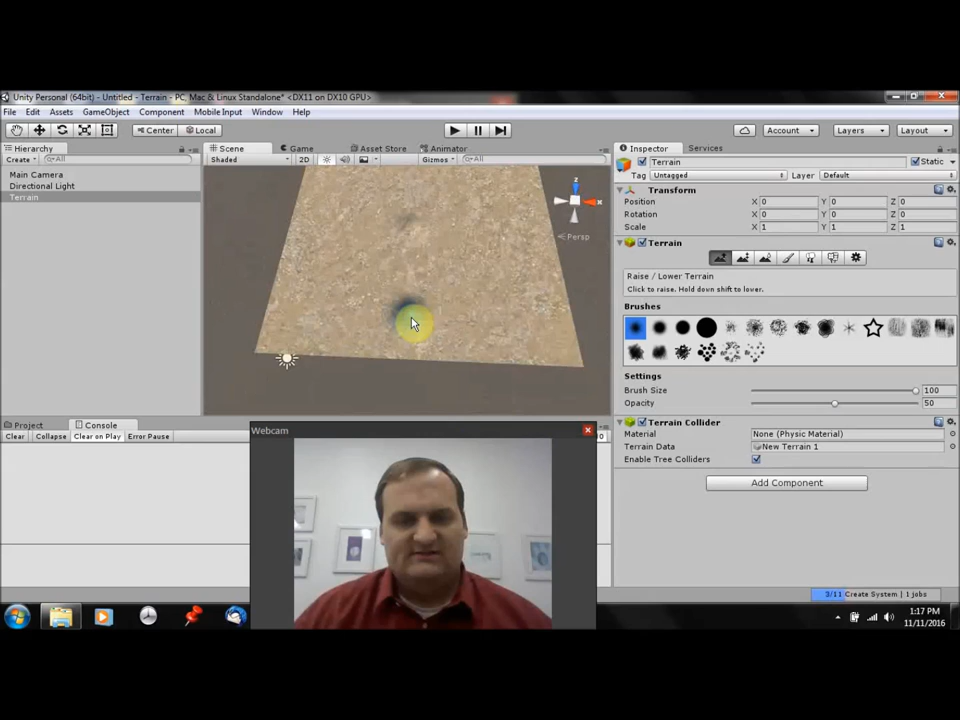 Unity Personal (64bit) - Untitled - Terrain - PC, Mac & Linux Standalone* <DX11 on DX10 GPU>
File Edit Assets GameObject Component Mobile Input Window Help
Center Local Account Layers Layout
Hierarchy
Create All
Main Camera
Directional Light
Terrain
Scene Game Asset Store Animator
Shaded 2D Gizmos All
z
Persp
Project Console
Clear Collapse Clear on Play Error Pause
Webcam
Inspector Services
Terrain Static
Tag Untagged Layer Default
Transform
Position X 0 Y 0 Z 0
Rotation X 0 Y 0 Z 0
Scale X 1 Y 1 Z 1
Terrain
Raise / Lower Terrain
Click to raise. Hold down shift to lower.
Brushes
Settings
Brush Size 100
Opacity 50
Terrain Collider
Material None (Physic Material)
Terrain Data New Terrain 1
Enable Tree Colliders
Add Component
3/11 Create System | 1 jobs
1:17 PM
11/11/2016